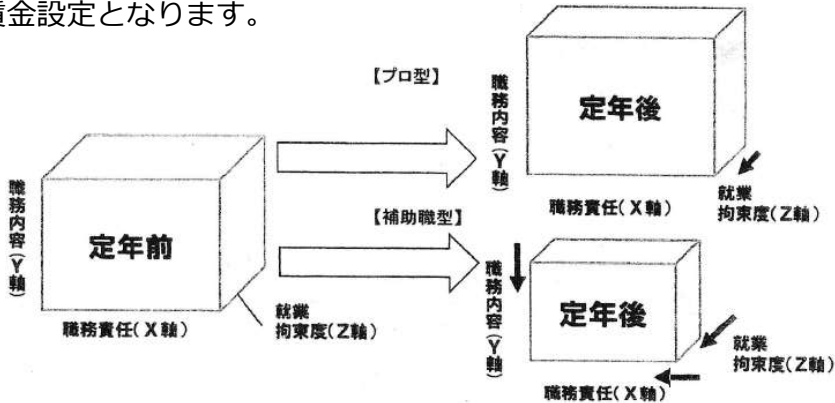 賃金設定となります。
【プロ型】
職務内容(Y軸)
定年後
就業
拘束度(Z軸)
職務責任(X軸)
職務内容(Y軸)
定年前
就業
拘束度(Z軸)
職務責任(X軸)
【補助職型】
職務内容(Y軸)
定年後
就業
拘束度(Z軸)
職務責任(X軸)